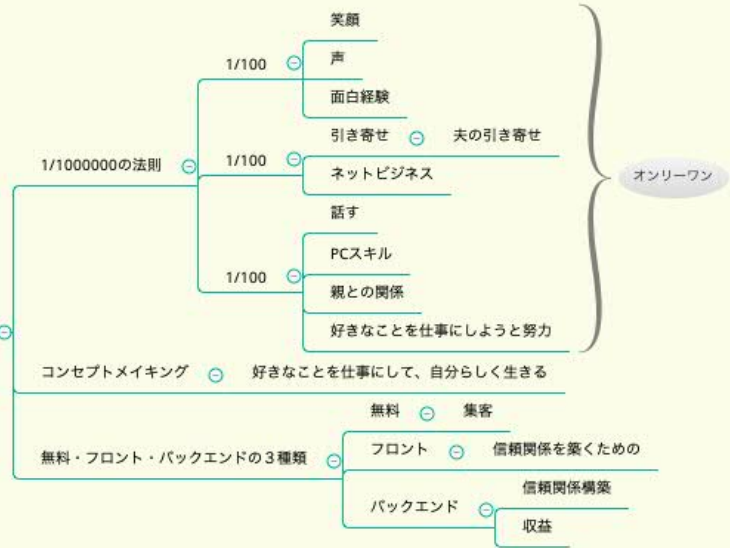 笑顔
1/100
声
面白経験
引き寄せ 夫の引き寄せ
1/1000000の法則
1/100
ネットビジネス
オンリーワン
話す
PCスキル
1/100
親との関係
好きなことを仕事にしようと努力
コンセプトメイキング 好きなことを仕事にして、自分らしく生きる
無料 集客
フロント 信頼関係を築くための
無料・フロント・バックエンドの３種類
信頼関係構築
バックエンド
収益